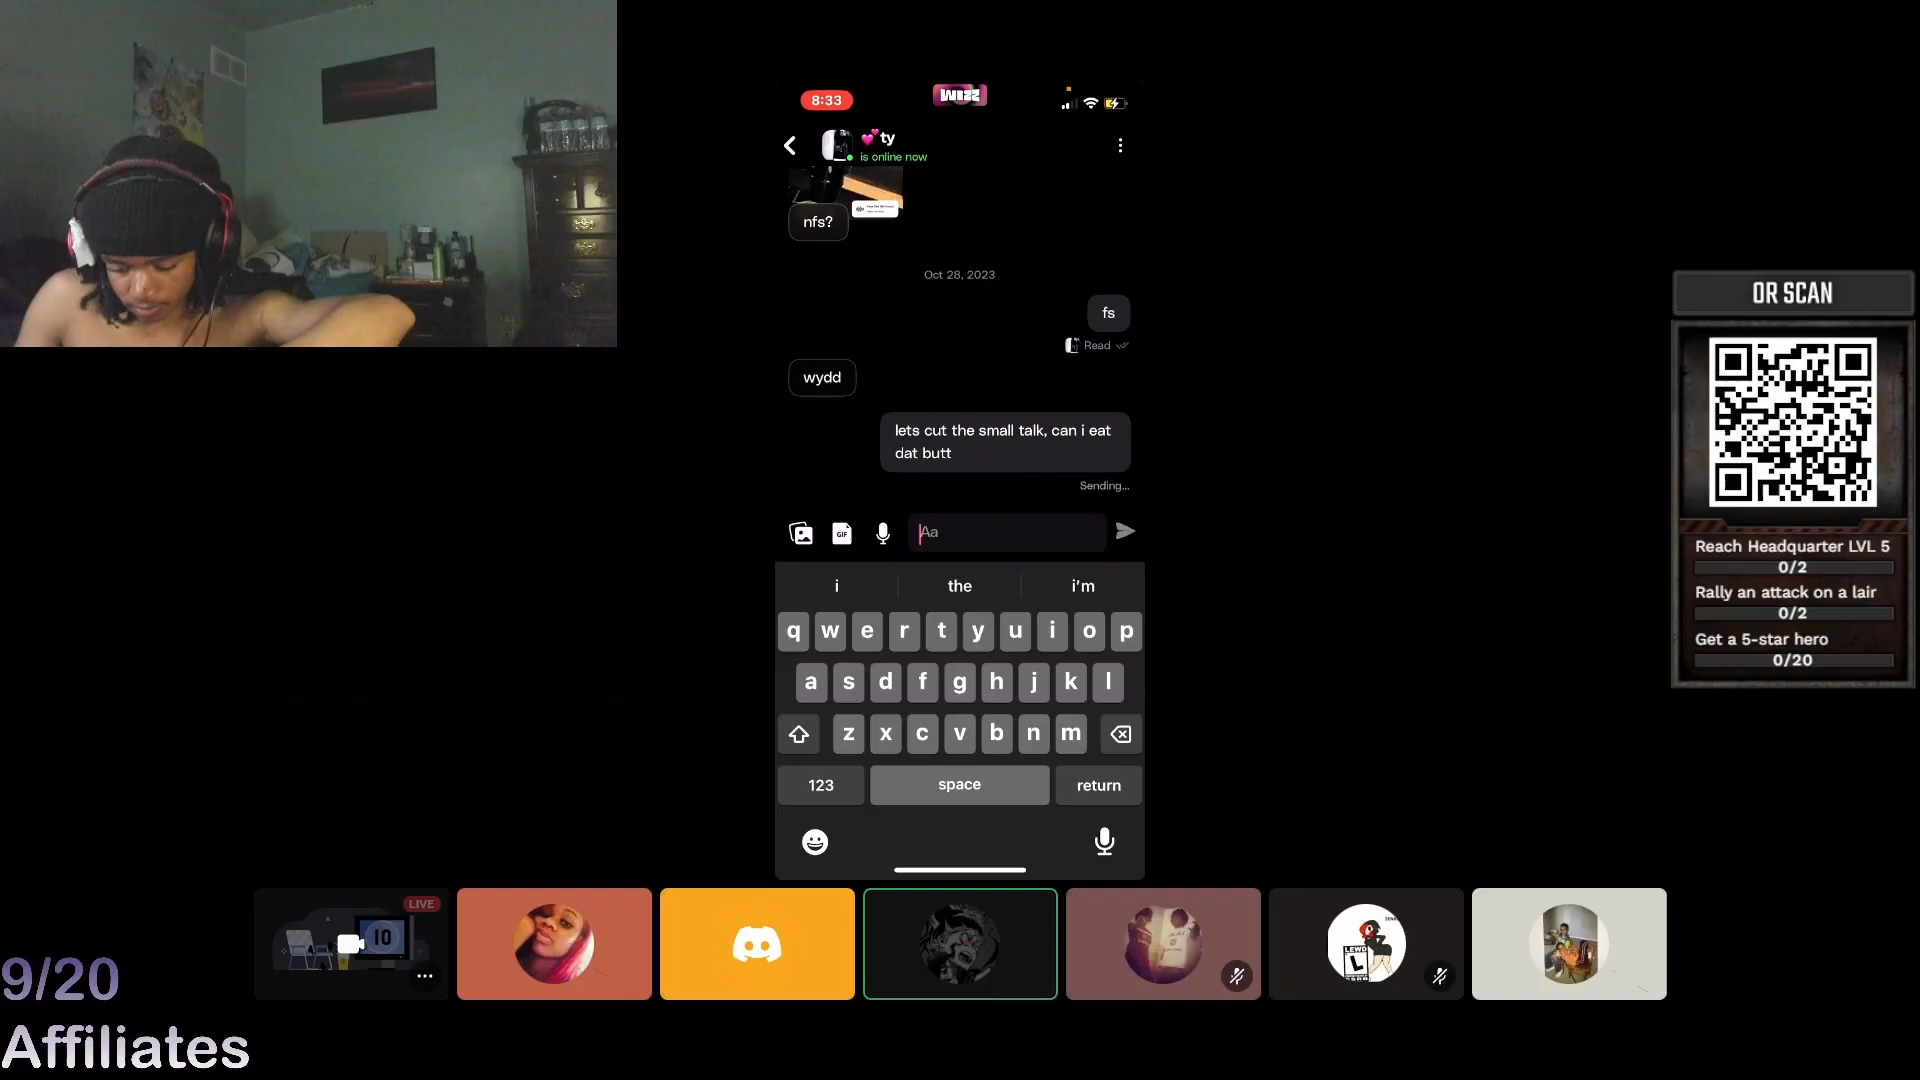 8:33
WIZZ
💕ty
is online now
nfs?
Oct 28, 2023
fs
Read
wydd
lets cut the small talk, can i eat
dat butt
Sending...
GIF
Aa
i the i'm
q w e r t y u i o p
a s d f g h j k l
z x c v b n m
123 space return
OR SCAN
Reach Headquarter LVL 5
0/2
Rally an attack on a lair
0/2
Get a 5-star hero
0/20
LIVE
10
LEWD
L
9/20
Affiliates